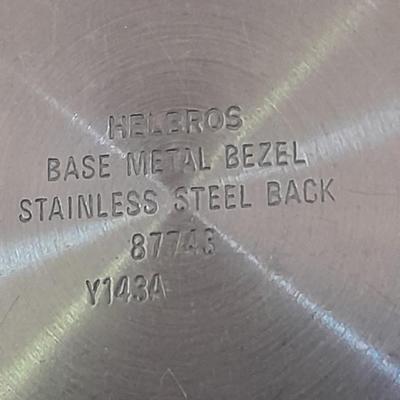 HELBROS
BASE METAL BEZEL
STAINLESS STEEL BACK
87743
Y143A